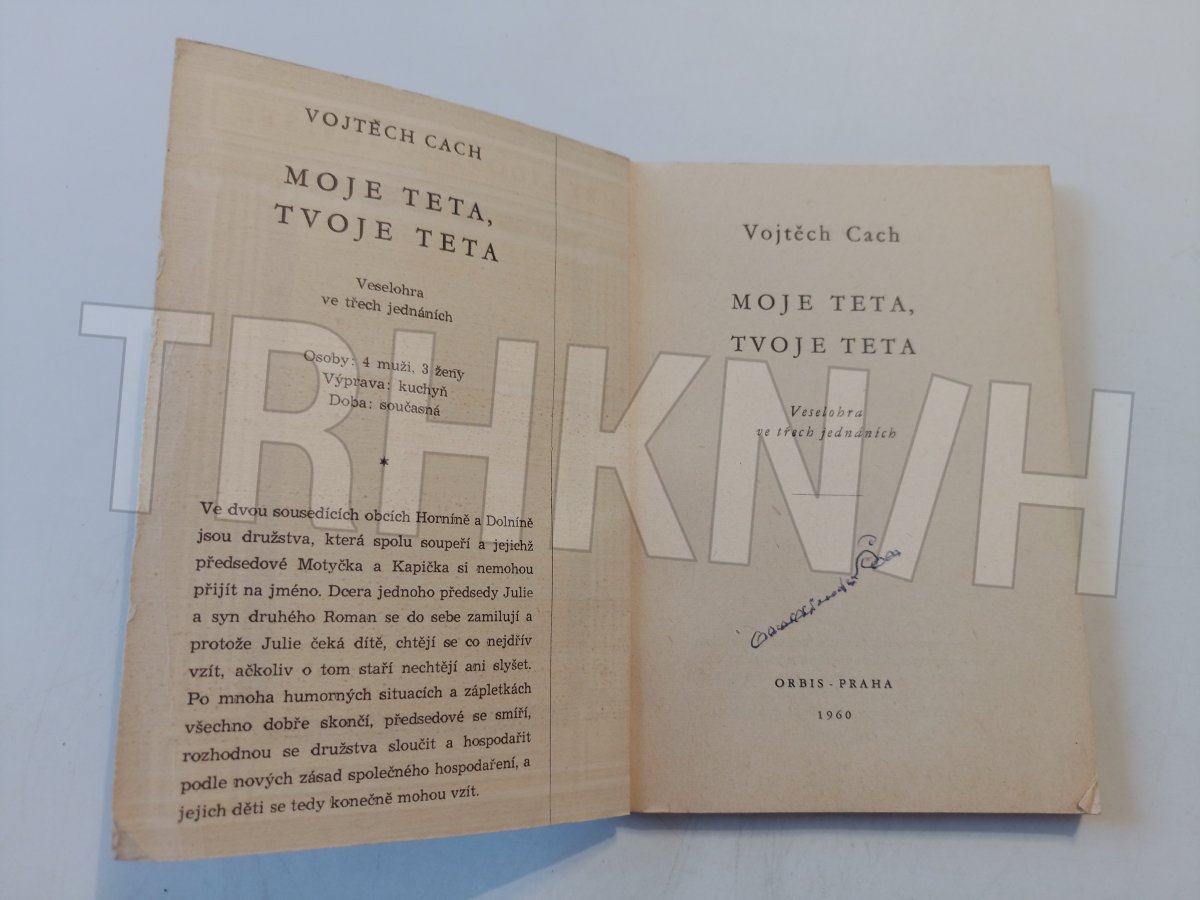 VOJTĚCH CACH
MOJE TETA,
TVOJE TETA
Veselohra
ve třech jednáních
Osoby: 4 muži, 3 ženy
Výprava: kuchyň
Doba: současná
*
Ve dvou sousedících obcích Horníně a Dolníně
jsou družstva, která spolu soupeří a jejichž
předsedové Motyčka a Kapička si nemohou
přijít na jméno. Dcera jednoho předsedy Julie
a syn druhého Roman se do sebe zamilují a
protože Julie čeká dítě, chtějí se co nejdřív
vzít, ačkoliv o tom staří nechtějí ani slyšet.
Po mnoha humorných situacích a zápletkách
všechno dobře skončí, předsedové se smíří,
rozhodnou se družstva sloučit a hospodařit
podle nových zásad společného hospodaření, a
jejich děti se tedy konečně mohou vzít.
Vojtěch Cach
MOJE TETA,
TVOJE TETA
Veselohra
ve třech jednáních
ORBIS - PRAHA
1960
TRHKNIH